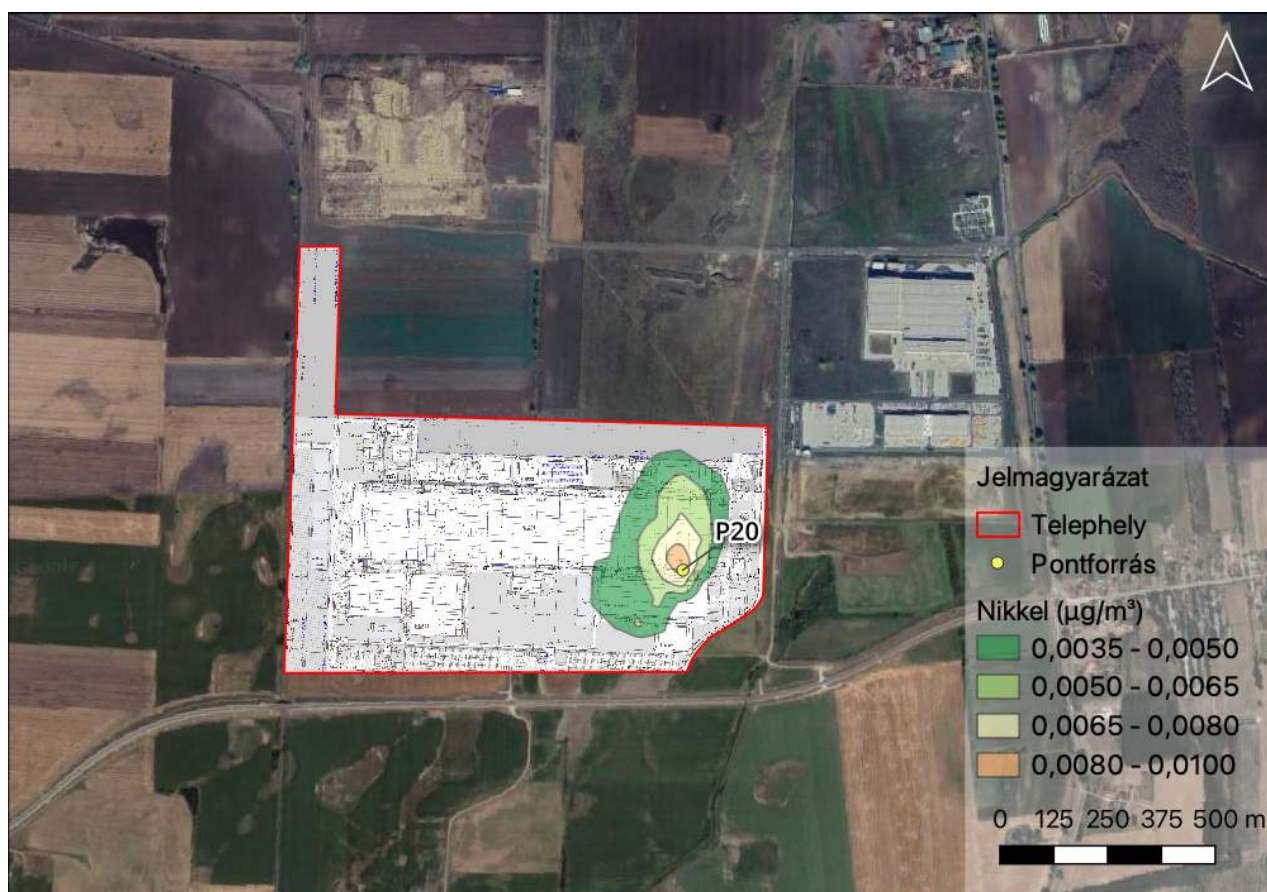 P20
Jelmagyarázat
Telephely
Pontforrás
Nikkel (µg/m³)
0,0035 - 0,0050
0,0050 - 0,0065
0,0065 - 0,0080
0,0080 - 0,0100
0 125 250 375 500 m